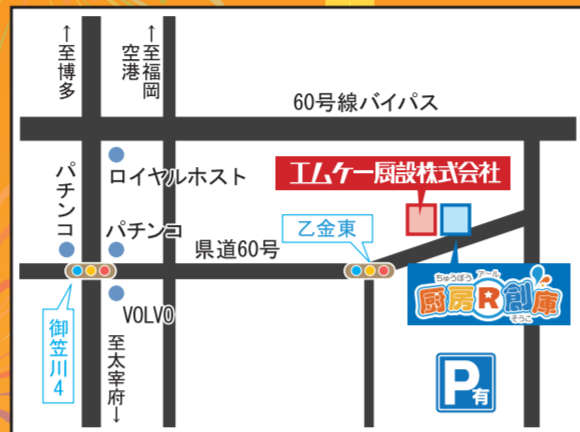 ↑至博多
↑至福岡空港
60号線バイパス
ロイヤルホスト
エムケー厨設株式会社
パチンコ
パチンコ
乙金東
県道60号
ちゅうぼう アール
厨房R創庫
そうこ
VOLVO
御笠川4
至太宰府↓
P有